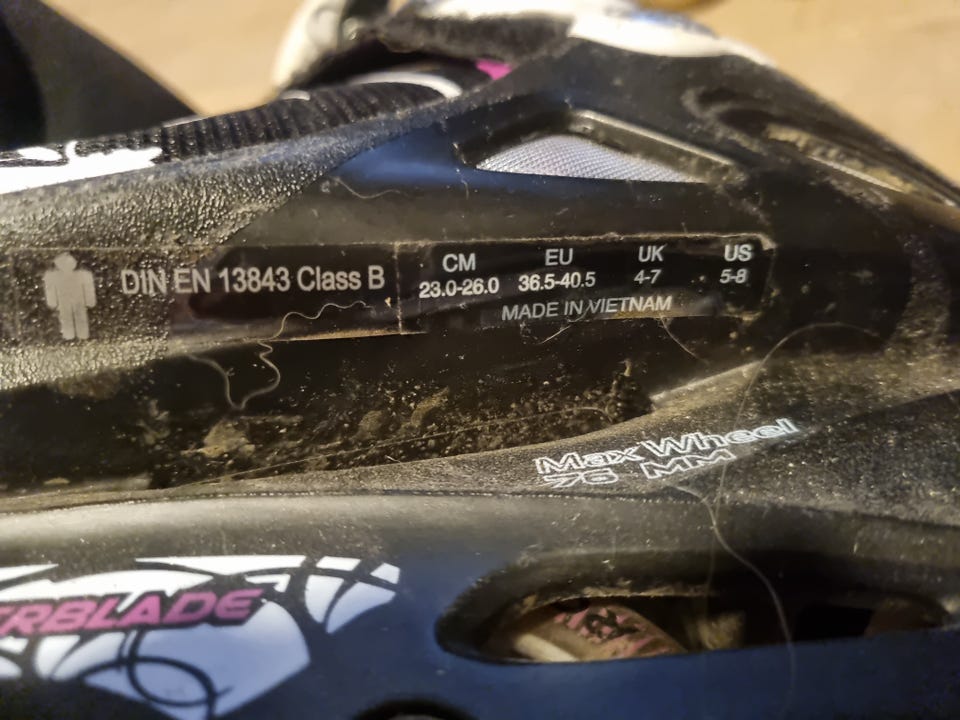 DIN EN 13843 Class B
CM EU UK US
23.0-26.0 36.5-40.5 4-7 5-8
MADE IN VIETNAM
Max Wheel
76 MM
ERBLADE